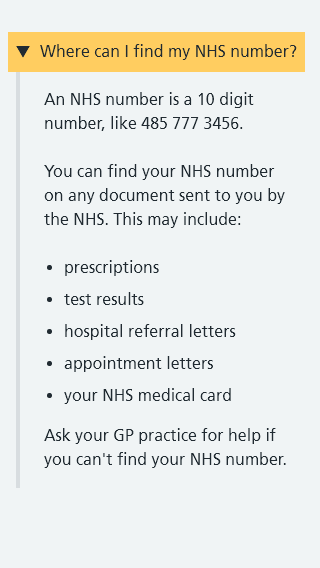 ▼ Where can I find my NHS number?
An NHS number is a 10 digit
number, like 485 777 3456.
You can find your NHS number
on any document sent to you by
the NHS. This may include:
• prescriptions
• test results
• hospital referral letters
• appointment letters
• your NHS medical card
Ask your GP practice for help if
you can't find your NHS number.